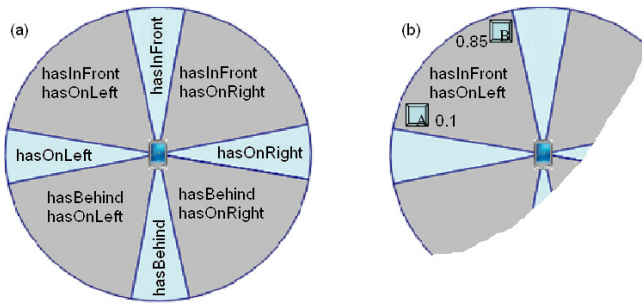 (a)
hasInFront
hasInFront
hasOnLeft
hasInFront
hasOnRight
hasOnLeft
hasOnRight
hasBehind
hasOnLeft
hasBehind
hasOnRight
hasBehind
(b)
B
0.85
hasInFront
hasOnLeft
A
0.1